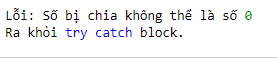 Lỗi: Số bị chia không thể là số 0
Ra khỏi try catch block.